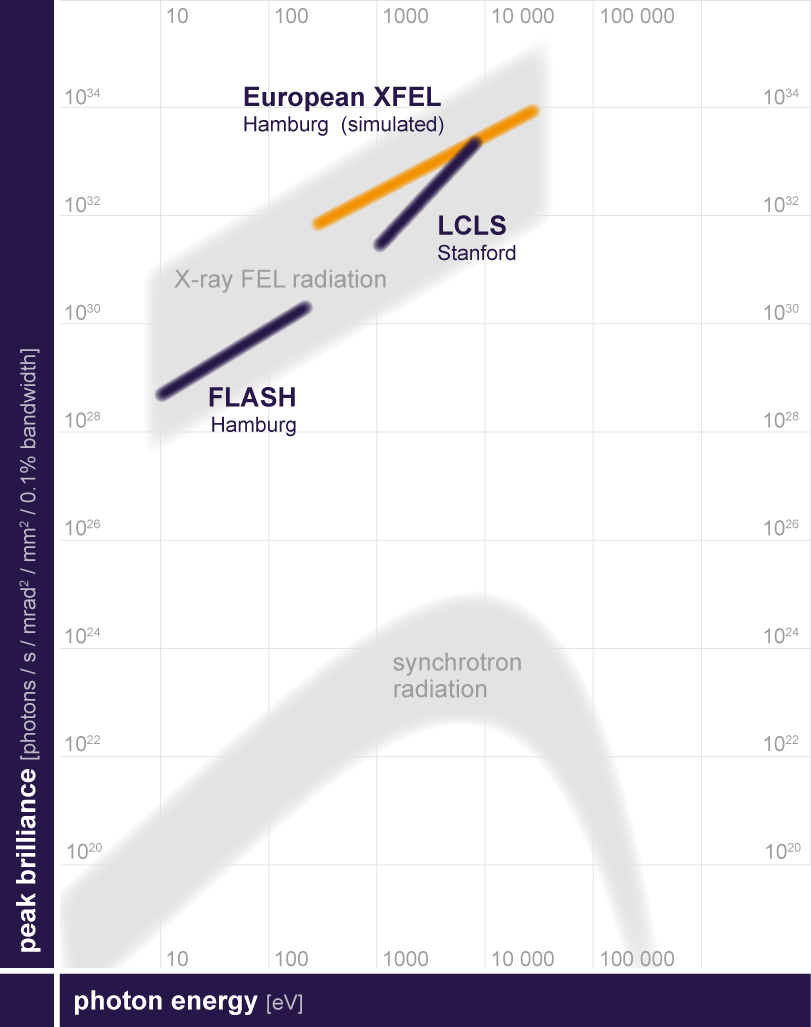 10 100 1000 10 000 100 000
10³⁴ 10³⁴
European XFEL
Hamburg (simulated)
10³² 10³²
LCLS
Stanford
X-ray FEL radiation
10³⁰ 10³⁰
FLASH
Hamburg
10²⁸ 10²⁸
10²⁶ 10²⁶
10²⁴ 10²⁴
synchrotron
radiation
10²² 10²²
10²⁰ 10²⁰
peak brilliance [photons / s / mrad² / mm² / 0.1% bandwidth]
10 100 1000 10 000 100 000
photon energy [eV]